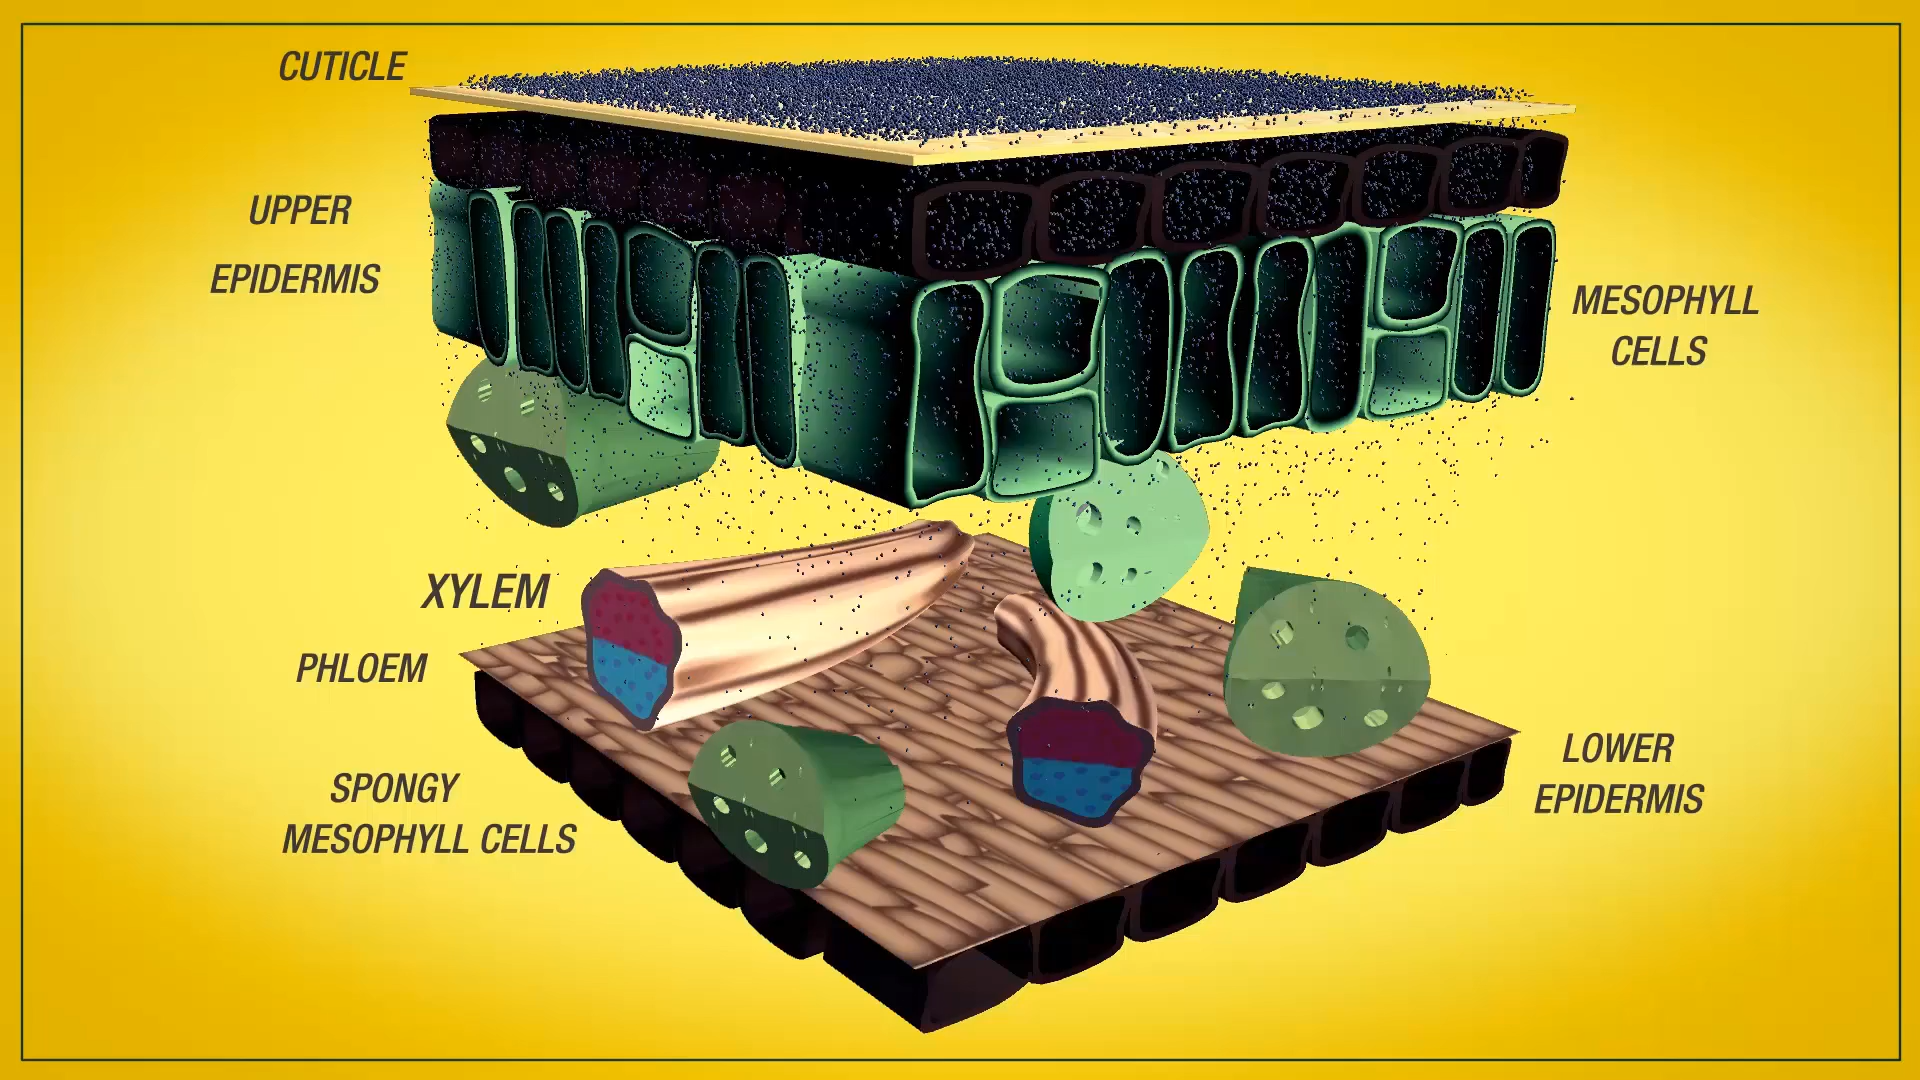 CUTICLE
UPPER
EPIDERMIS
MESOPHYLL
CELLS
XYLEM
PHLOEM
SPONGY
MESOPHYLL CELLS
LOWER
EPIDERMIS